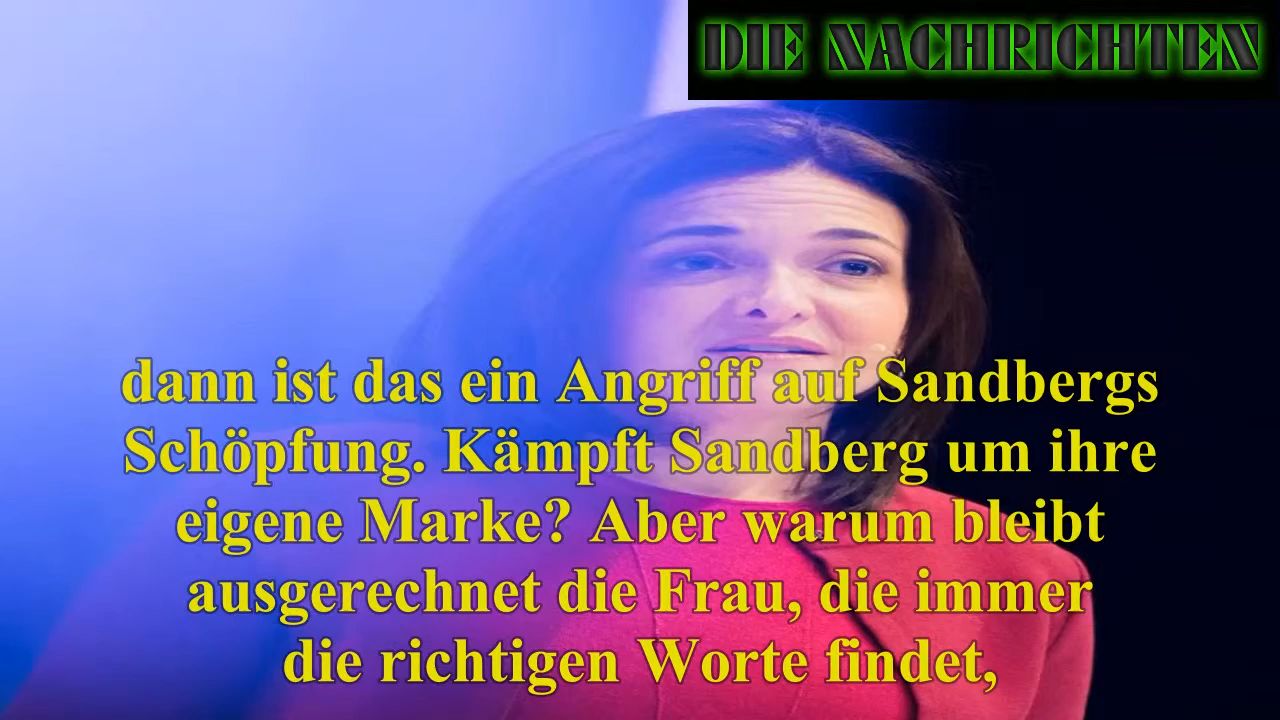 DIE NACHRICHTEN
dann ist das ein Angriff auf Sandbergs
Schöpfung. Kämpft Sandberg um ihre
eigene Marke? Aber warum bleibt
ausgerechnet die Frau, die immer
die richtigen Worte findet,